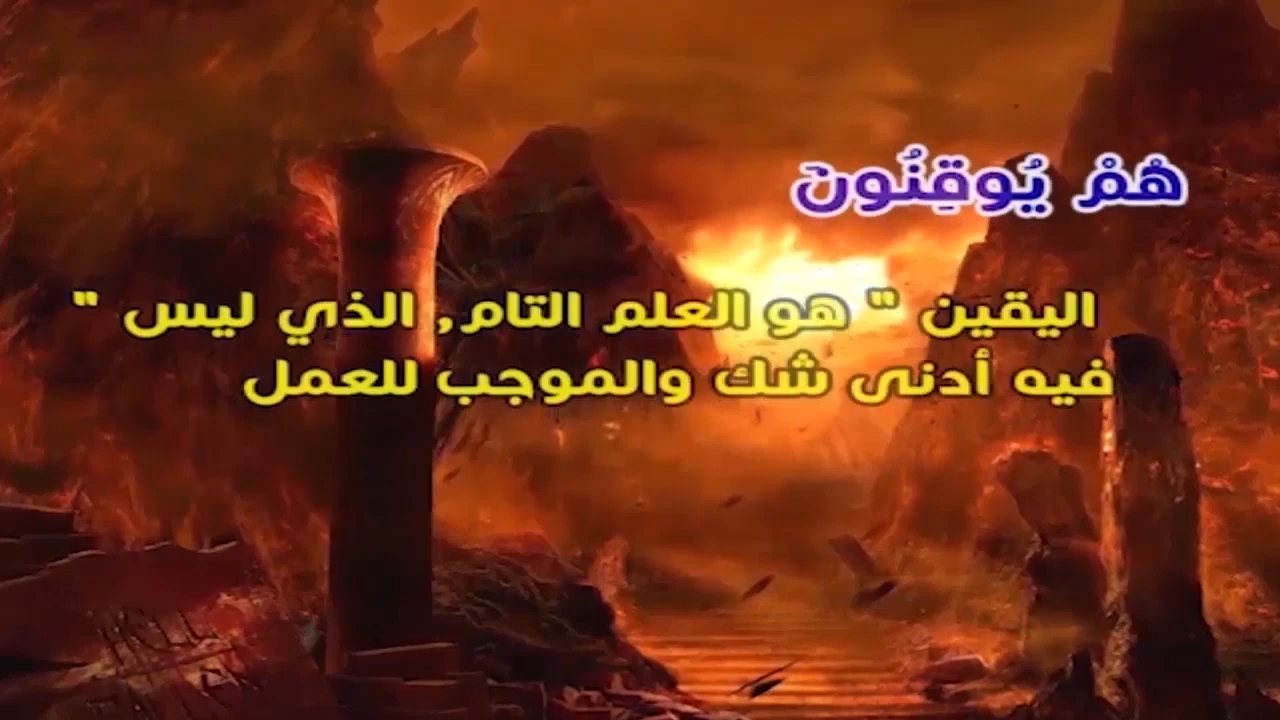 هُمْ يُوقِنُونَ
اليقين " هو العلم التام, الذي ليس "
فيه أدنى شك والموجب للعمل